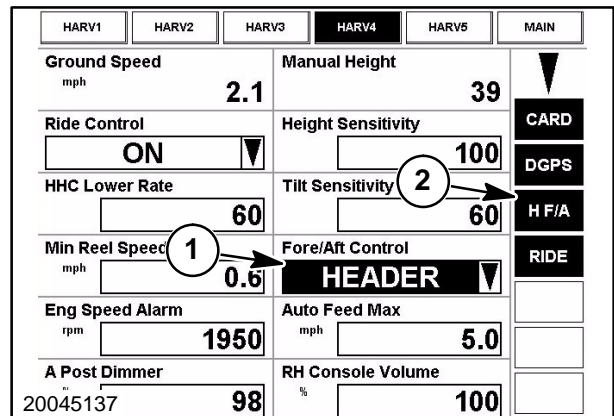 HARV1 HARV2 HARV3 HARV4 HARV5 MAIN
Ground Speed Manual Height
mph 2.1 39
Ride Control Height Sensitivity CARD
ON 100 DGPS
HHC Lower Rate Tilt Sensitivity 2
60 60 H F/A
Min Reel Speed 1 Fore/Aft Control RIDE
mph 0.6 HEADER
Eng Speed Alarm Auto Feed Max
rpm 1950 mph 5.0
A Post Dimmer RH Console Volume
98 % 100
20045137